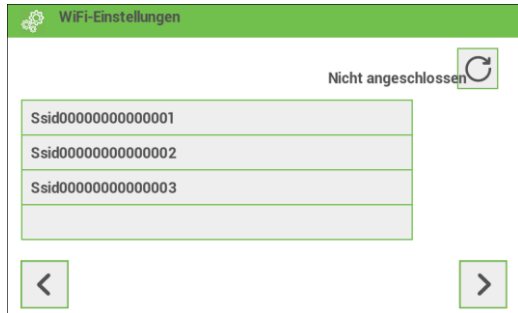 WiFi-Einstellungen
Nicht angeschlossen
Ssid00000000000001
Ssid00000000000002
Ssid00000000000003